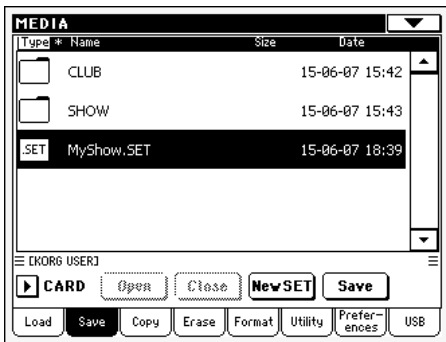 MEDIA
Type * Name Size Date
CLUB 15-06-07 15:42
SHOW 15-06-07 15:43
.SET MyShow.SET 15-06-07 18:39
[KORG USER]
CARD Open Close New SET Save
Load Save Copy Erase Format Utility Prefer-ences USB